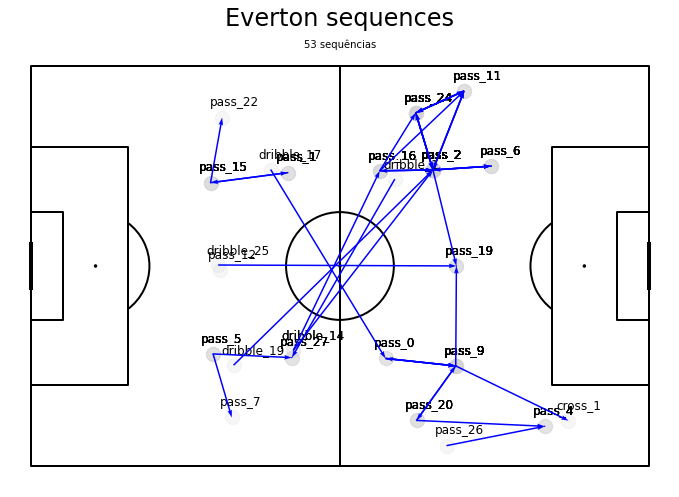 Everton sequences
53 sequências
pass_11
pass_24
pass_22
pass_6
dribble_17
pass_1
pass_16
pass_2
pass_15
dribble_
dribble_25
pass_12
pass_19
dribble_14
pass_5
pass_27
pass_0
dribble_19
pass_9
pass_7
pass_20
cross_1
pass_4
pass_26